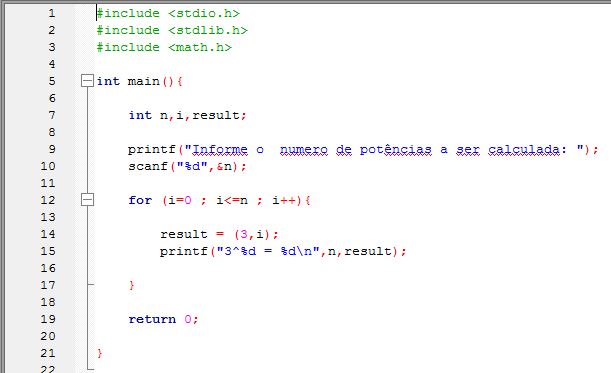 1 #include <stdio.h>
2 #include <stdlib.h>
3 #include <math.h>
4
5 int main(){
6
7 int n,i,result;
8
9 printf("Informe o  numero de potências a ser calculada: ");
10 scanf("%d",&n);
11
12 for (i=0 ; i<=n ; i++){
13
14 result = (3,i);
15 printf("3^%d = %d\n",n,result);
16
17 }
18
19 return 0;
20
21 }
22